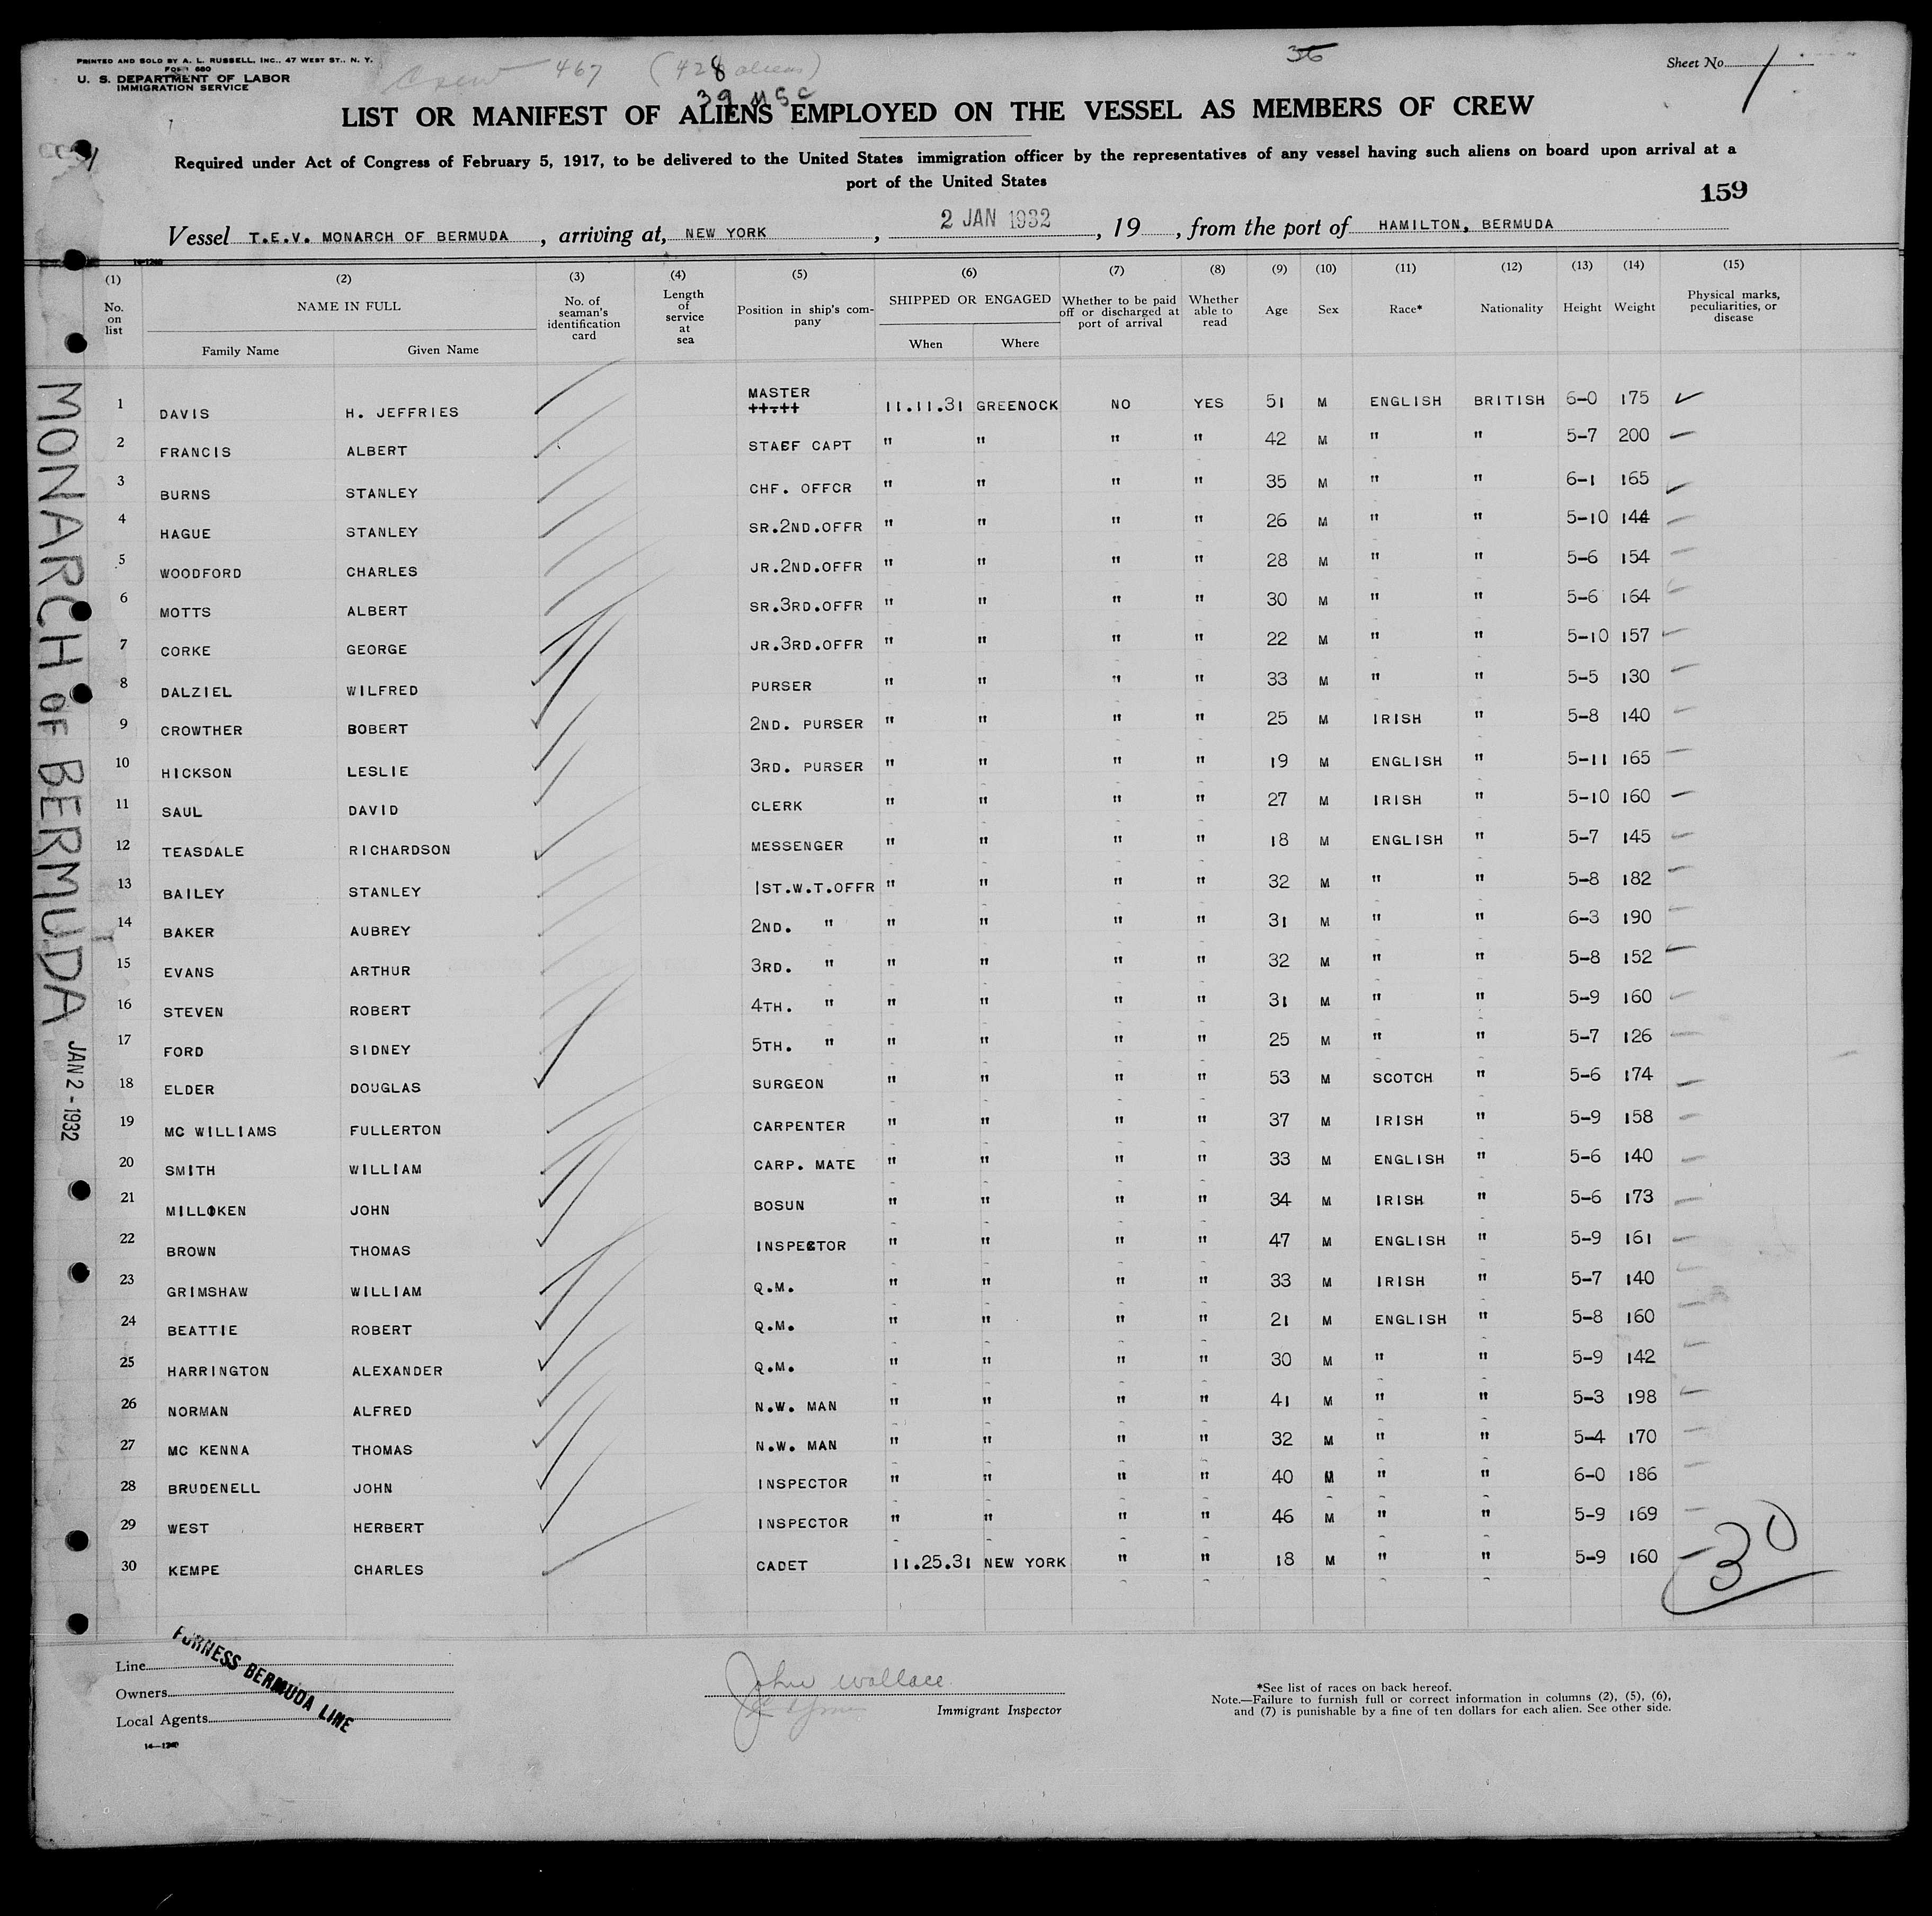 PRINTED AND SOLD BY A. L. RUSSELL, INC., 47 WEST ST., N. Y.
FORM 680
U. S. DEPARTMENT OF LABOR
IMMIGRATION SERVICE
Crew 467 (428 aliens)
39 USC
36
Sheet No. 1
LIST OR MANIFEST OF ALIENS EMPLOYED ON THE VESSEL AS MEMBERS OF CREW
Required under Act of Congress of February 5, 1917, to be delivered to the United States immigration officer by the representatives of any vessel having such aliens on board upon arrival at a
port of the United States
159
Vessel T.E.V. MONARCH OF BERMUDA , arriving at, NEW YORK , 2 JAN 1932 , 19 , from the port of HAMILTON, BERMUDA
(1) (2) (3) (4) (5) (6) (7) (8) (9) (10) (11) (12) (13) (14) (15)
No. on list NAME IN FULL Family Name Given Name No. of seaman's identification card Length of service at sea Position in ship's company SHIPPED OR ENGAGED When Where Whether to be paid off or discharged at port of arrival Whether able to read Age Sex Race* Nationality Height Weight Physical marks, peculiarities, or disease
1 DAVIS H. JEFFRIES MASTER 11.11.31 GREENOCK NO YES 51 M ENGLISH BRITISH 6-0 175
2 FRANCIS ALBERT STAEF CAPT " " " " 42 M " " 5-7 200
3 BURNS STANLEY CHF. OFFCR " " " " 35 M " " 6-1 165
4 HAGUE STANLEY SR.2ND.OFFR " " " " 26 M " " 5-10 144
5 WOODFORD CHARLES JR.2ND.OFFR " " " " 28 M " " 5-6 154
6 MOTTS ALBERT SR.3RD.OFFR " " " " 30 M " " 5-6 164
7 CORKE GEORGE JR.3RD.OFFR " " " " 22 M " " 5-10 157
8 DALZIEL WILFRED PURSER " " " " 33 M " " 5-5 130
9 CROWTHER ROBERT 2ND. PURSER " " " " 25 M IRISH " 5-8 140
10 HICKSON LESLIE 3RD. PURSER " " " " 19 M ENGLISH " 5-11 165
11 SAUL DAVID CLERK " " " " 27 M IRISH " 5-10 160
12 TEASDALE RICHARDSON MESSENGER " " " " 18 M ENGLISH " 5-7 145
13 BAILEY STANLEY 1ST.W.T.OFFR " " " " 32 M " " 5-8 182
14 BAKER AUBREY 2ND. " " " " " 31 M " " 6-3 190
15 EVANS ARTHUR 3RD. " " " " " 32 M " " 5-8 152
16 STEVEN ROBERT 4TH. " " " " " 31 M " " 5-9 160
17 FORD SIDNEY 5TH. " " " " " 25 M " " 5-7 126
18 ELDER DOUGLAS SURGEON " " " " 53 M SCOTCH " 5-6 174
19 MC WILLIAMS FULLERTON CARPENTER " " " " 37 M IRISH " 5-9 158
20 SMITH WILLIAM CARP. MATE " " " " 33 M ENGLISH " 5-6 140
21 MILLIKEN JOHN BOSUN " " " " 34 M IRISH " 5-6 173
22 BROWN THOMAS INSPECTOR " " " " 47 M ENGLISH " 5-9 161
23 GRIMSHAW WILLIAM Q.M. " " " " 33 M IRISH " 5-7 140
24 BEATTIE ROBERT Q.M. " " " " 21 M ENGLISH " 5-8 160
25 HARRINGTON ALEXANDER Q.M. " " " " 30 M " " 5-9 142
26 NORMAN ALFRED N.W. MAN " " " " 41 M " " 5-3 198
27 MC KENNA THOMAS N.W. MAN " " " " 32 M " " 5-4 170
28 BRUDENELL JOHN INSPECTOR " " " " 40 M " " 6-0 186
29 WEST HERBERT INSPECTOR " " " " 46 M " " 5-9 169
30 KEMPE CHARLES CADET 11.25.31 NEW YORK " " 18 M " " 5-9 160
30
MONARCH OF BERMUDA JAN 2 - 1932
Line
Owners
Local Agents
FURNESS BERMUDA LINE
14—1240
John Wallace
Immigrant Inspector
*See list of races on back hereof.
Note.—Failure to furnish full or correct information in columns (2), (5), (6),
and (7) is punishable by a fine of ten dollars for each alien. See other side.